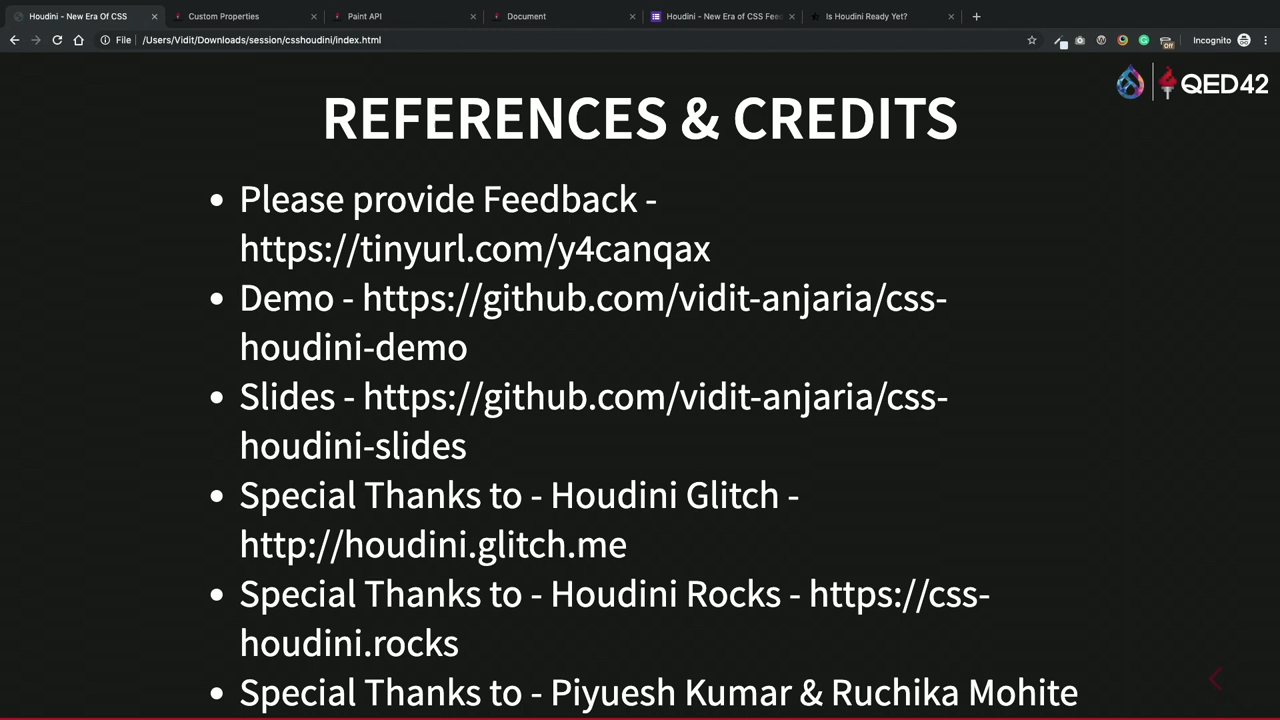 Houdini - New Era Of CSS
Custom Properties
Paint API
Document
Houdini - New Era of CSS Fee
Is Houdini Ready Yet?
File
/Users/Vidit/Downloads/session/csshoudini/index.html
Off
Incognito
QED42
REFERENCES & CREDITS
• Please provide Feedback -
https://tinyurl.com/y4canqax
• Demo - https://github.com/vidit-anjaria/css-
houdini-demo
• Slides - https://github.com/vidit-anjaria/css-
houdini-slides
• Special Thanks to - Houdini Glitch -
http://houdini.glitch.me
• Special Thanks to - Houdini Rocks - https://css-
houdini.rocks
• Special Thanks to - Piyuesh Kumar & Ruchika Mohite